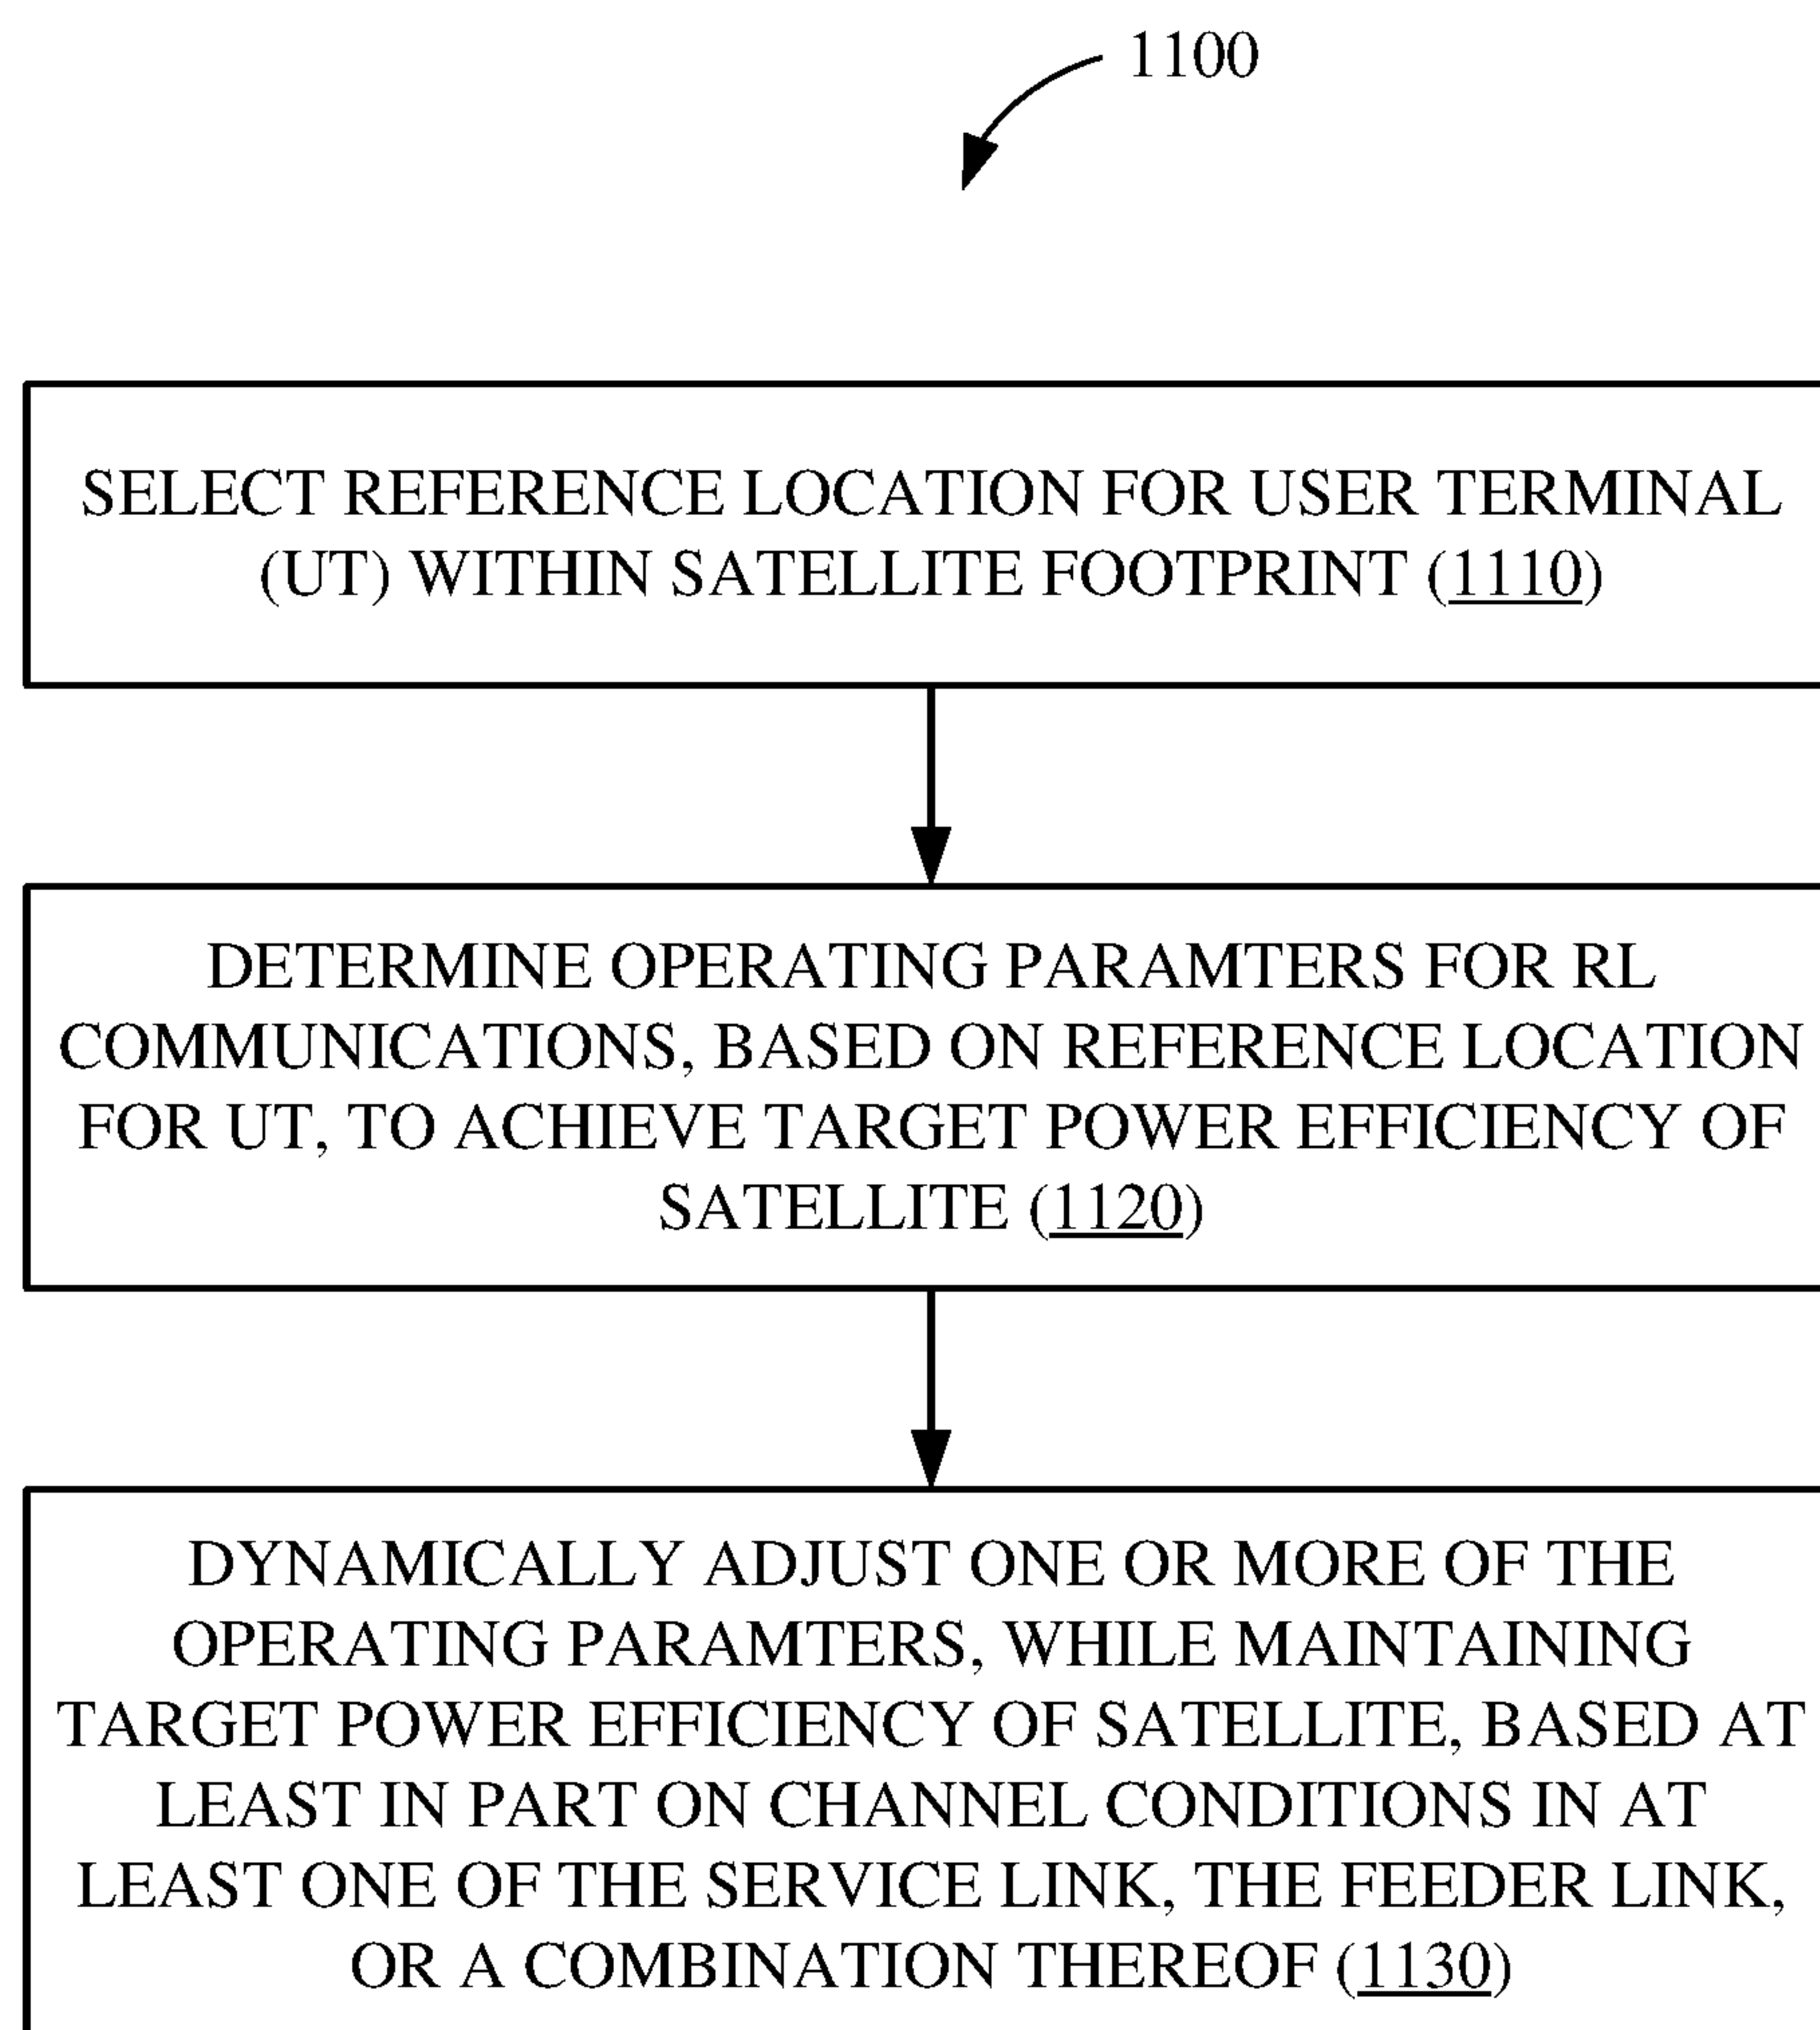 1100
SELECT REFERENCE LOCATION FOR USER TERMINAL
(UT) WITHIN SATELLITE FOOTPRINT (1110)
DETERMINE OPERATING PARAMTERS FOR RL
COMMUNICATIONS, BASED ON REFERENCE LOCATION
FOR UT, TO ACHIEVE TARGET POWER EFFICIENCY OF
SATELLITE (1120)
DYNAMICALLY ADJUST ONE OR MORE OF THE
OPERATING PARAMTERS, WHILE MAINTAINING
TARGET POWER EFFICIENCY OF SATELLITE, BASED AT
LEAST IN PART ON CHANNEL CONDITIONS IN AT
LEAST ONE OF THE SERVICE LINK, THE FEEDER LINK,
OR A COMBINATION THEREOF (1130)